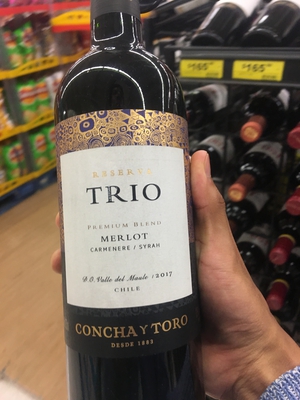 $165
$165
RESERVA
TRIO
PREMIUM BLEND
MERLOT
CARMENERE / SYRAH
D.O. Valle del Maule / 2017
CHILE
CONCHA Y TORO
DESDE 1883